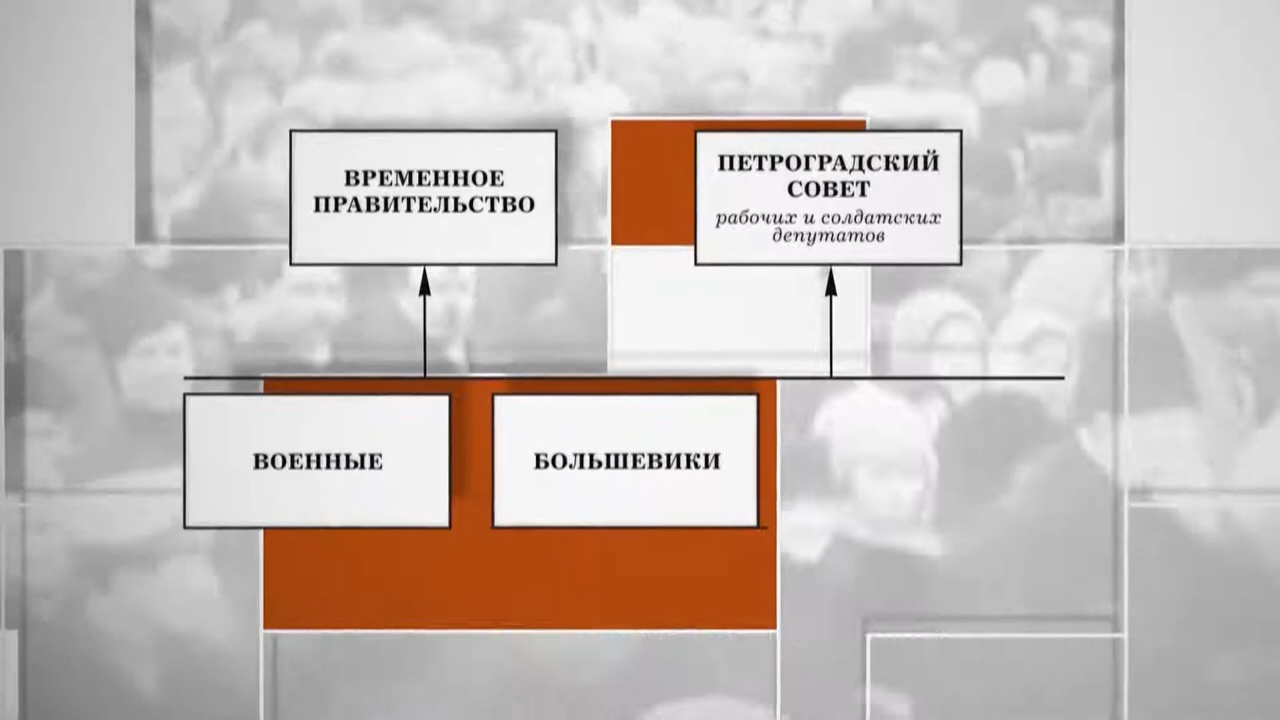 ВРЕМЕННОЕ
ПРАВИТЕЛЬСТВО
ПЕТРОГРАДСКИЙ
СОВЕТ
рабочих и солдатских
депутатов
ВОЕННЫЕ
БОЛЬШЕВИКИ